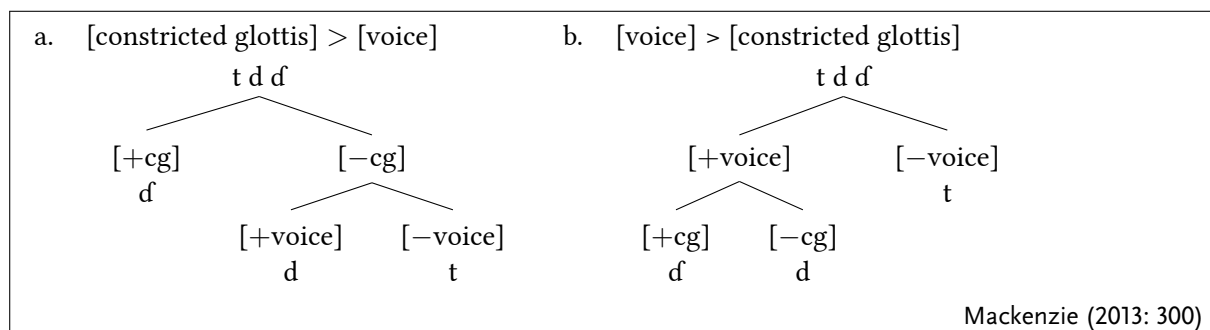 a. [constricted glottis] > [voice] b. [voice] > [constricted glottis]
t d ɗ t d ɗ
[+cg] [−cg] [+voice] [−voice]
ɗ t
[+voice] [−voice] [+cg] [−cg]
d t ɗ d
Mackenzie (2013: 300)